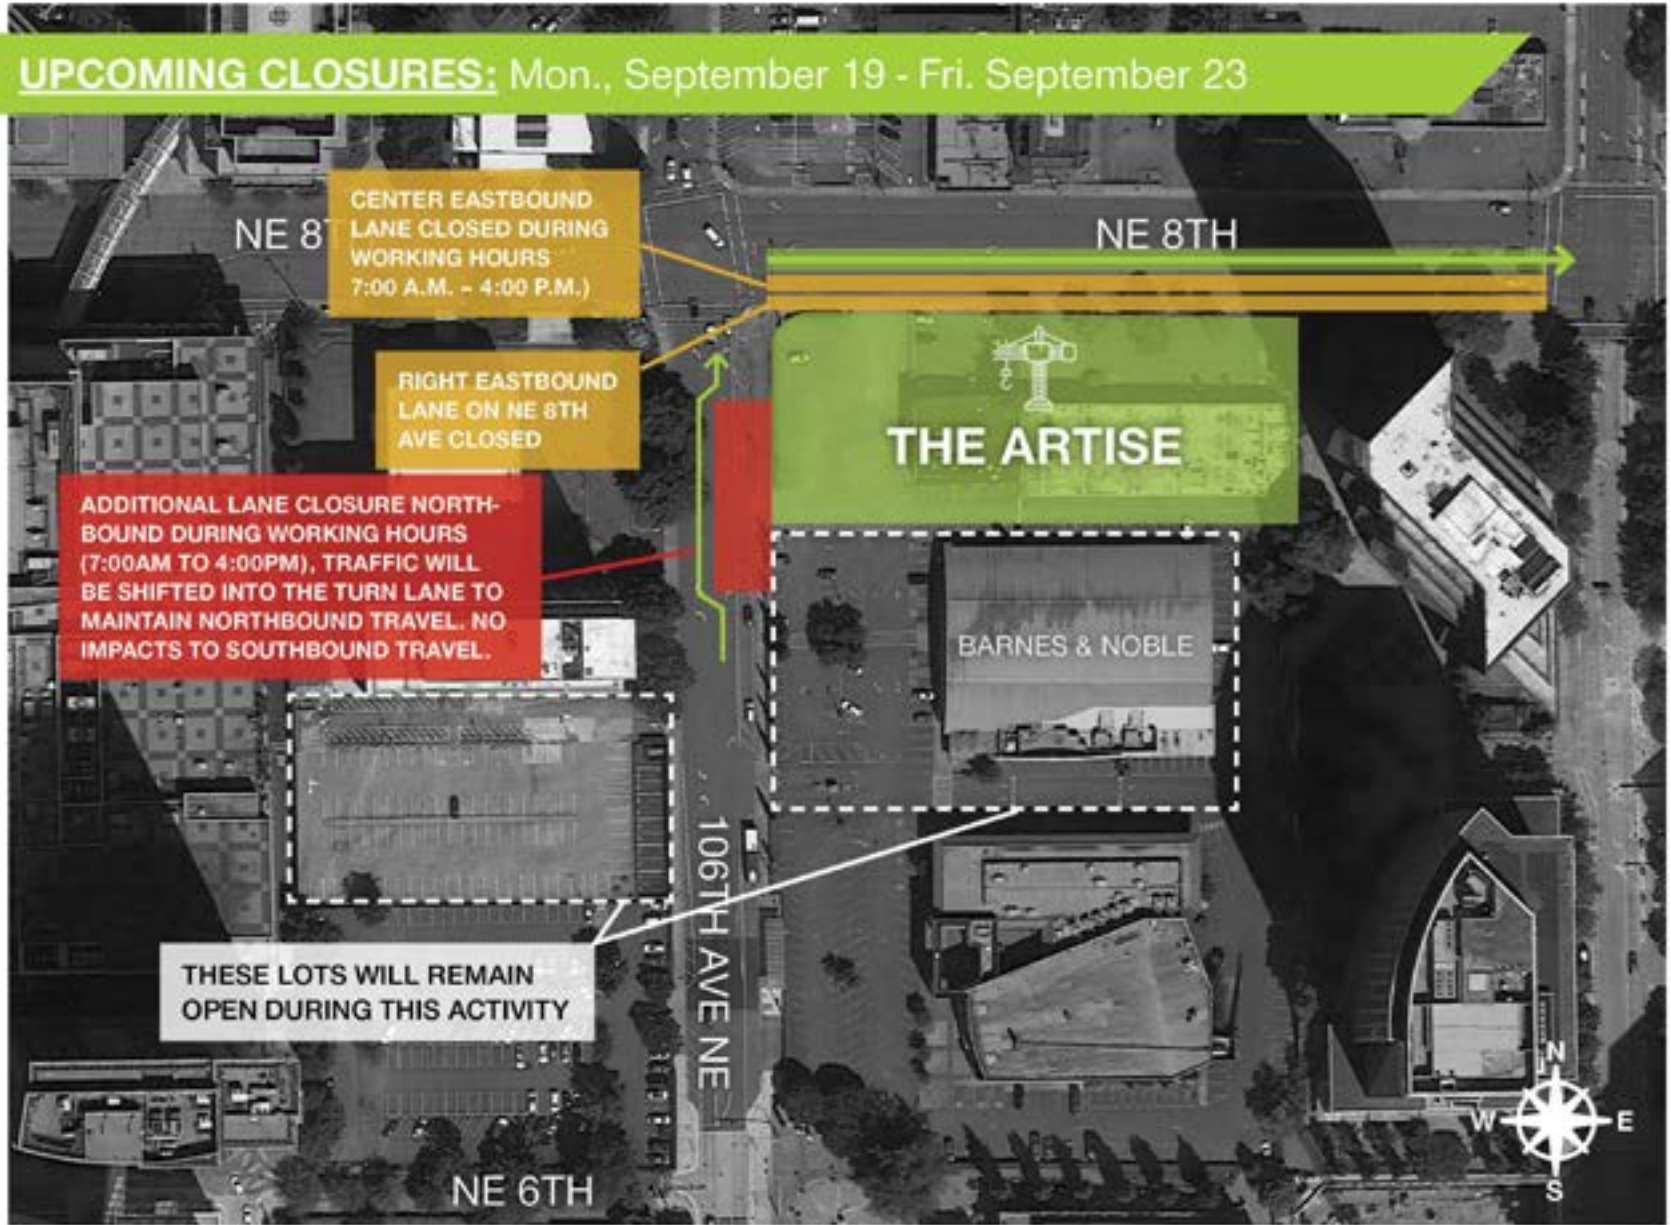 UPCOMING CLOSURES: Mon., September 19 - Fri. September 23
CENTER EASTBOUND
LANE CLOSED DURING
WORKING HOURS
7:00 A.M. – 4:00 P.M.)
NE 8T
NE 8TH
RIGHT EASTBOUND
LANE ON NE 8TH
AVE CLOSED
THE ARTISE
ADDITIONAL LANE CLOSURE NORTH-
BOUND DURING WORKING HOURS
(7:00AM TO 4:00PM), TRAFFIC WILL
BE SHIFTED INTO THE TURN LANE TO
MAINTAIN NORTHBOUND TRAVEL. NO
IMPACTS TO SOUTHBOUND TRAVEL.
BARNES & NOBLE
106TH AVE NE
THESE LOTS WILL REMAIN
OPEN DURING THIS ACTIVITY
N
W E
S
NE 6TH